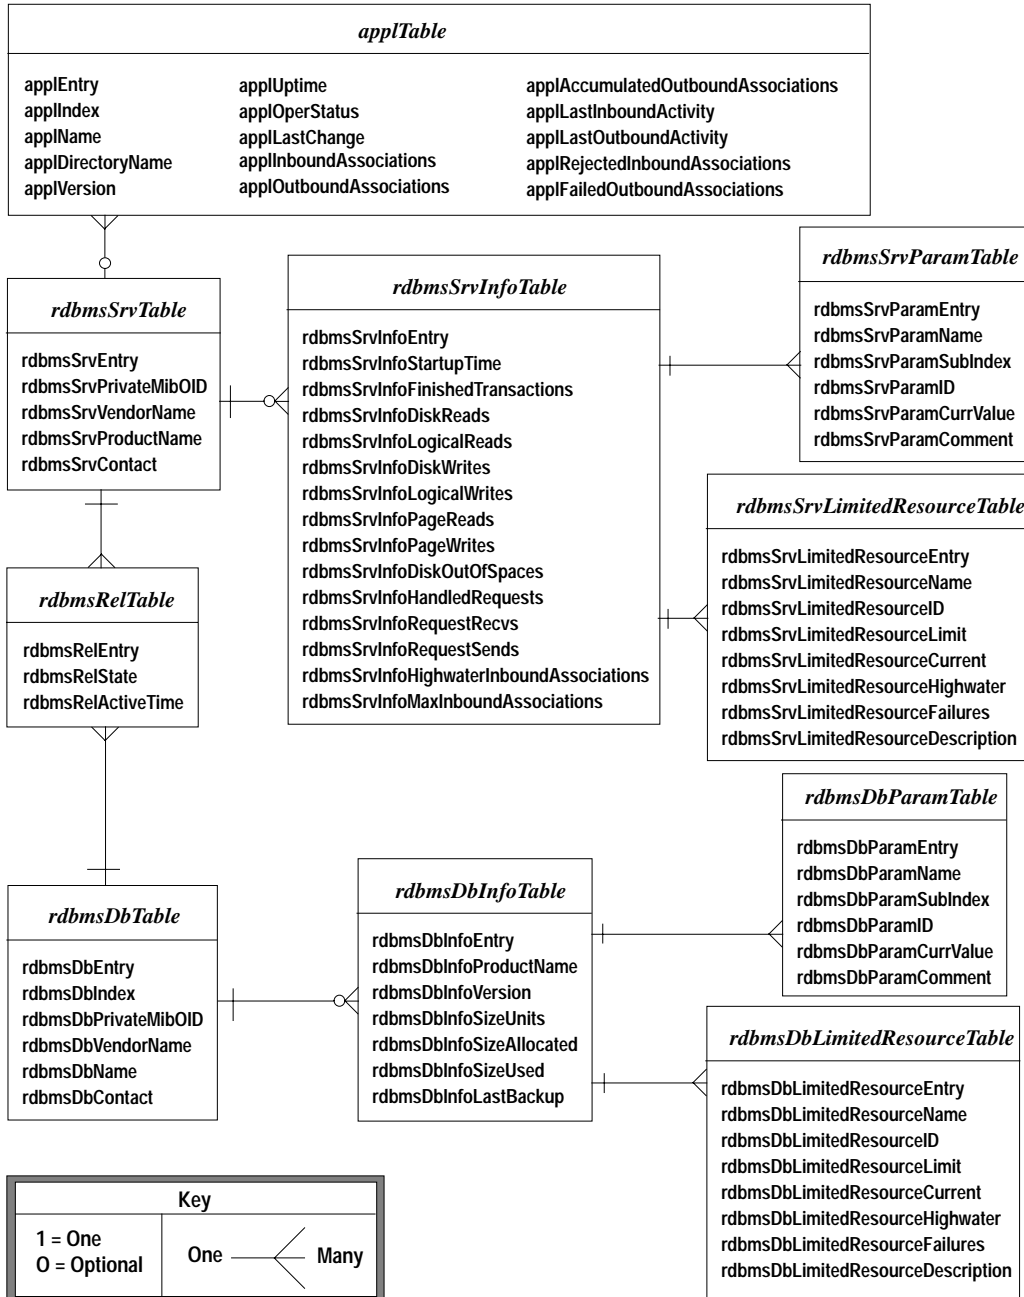 applTable
applEntry
applIndex
applName
applDirectoryName
applVersion
applUptime
applOperStatus
applLastChange
applInboundAssociations
applOutboundAssociations
applAccumulatedOutboundAssociations
applLastInboundActivity
applLastOutboundActivity
applRejectedInboundAssociations
applFailedOutboundAssociations
rdbmsSrvTable
rdbmsSrvEntry
rdbmsSrvPrivateMibOID
rdbmsSrvVendorName
rdbmsSrvProductName
rdbmsSrvContact
rdbmsSrvInfoTable
rdbmsSrvInfoEntry
rdbmsSrvInfoStartupTime
rdbmsSrvInfoFinishedTransactions
rdbmsSrvInfoDiskReads
rdbmsSrvInfoLogicalReads
rdbmsSrvInfoDiskWrites
rdbmsSrvInfoLogicalWrites
rdbmsSrvInfoPageReads
rdbmsSrvInfoPageWrites
rdbmsSrvInfoDiskOutOfSpaces
rdbmsSrvInfoHandledRequests
rdbmsSrvInfoRequestRecvs
rdbmsSrvInfoRequestSends
rdbmsSrvInfoHighwaterInboundAssociations
rdbmsSrvInfoMaxInboundAssociations
rdbmsSrvParamTable
rdbmsSrvParamEntry
rdbmsSrvParamName
rdbmsSrvParamSubIndex
rdbmsSrvParamID
rdbmsSrvParamCurrValue
rdbmsSrvParamComment
rdbmsSrvLimitedResourceTable
rdbmsSrvLimitedResourceEntry
rdbmsSrvLimitedResourceName
rdbmsSrvLimitedResourceID
rdbmsSrvLimitedResourceLimit
rdbmsSrvLimitedResourceCurrent
rdbmsSrvLimitedResourceHighwater
rdbmsSrvLimitedResourceFailures
rdbmsSrvLimitedResourceDescription
rdbmsRelTable
rdbmsRelEntry
rdbmsRelState
rdbmsRelActiveTime
rdbmsDbTable
rdbmsDbEntry
rdbmsDbIndex
rdbmsDbPrivateMibOID
rdbmsDbVendorName
rdbmsDbName
rdbmsDbContact
rdbmsDbInfoTable
rdbmsDbInfoEntry
rdbmsDbInfoProductName
rdbmsDbInfoVersion
rdbmsDbInfoSizeUnits
rdbmsDbInfoSizeAllocated
rdbmsDbInfoSizeUsed
rdbmsDbInfoLastBackup
rdbmsDbParamTable
rdbmsDbParamEntry
rdbmsDbParamName
rdbmsDbParamSubIndex
rdbmsDbParamID
rdbmsDbParamCurrValue
rdbmsDbParamComment
rdbmsDbLimitedResourceTable
rdbmsDbLimitedResourceEntry
rdbmsDbLimitedResourceName
rdbmsDbLimitedResourceID
rdbmsDbLimitedResourceLimit
rdbmsDbLimitedResourceCurrent
rdbmsDbLimitedResourceHighwater
rdbmsDbLimitedResourceFailures
rdbmsDbLimitedResourceDescription
Key
1 = One
O = Optional
One Many